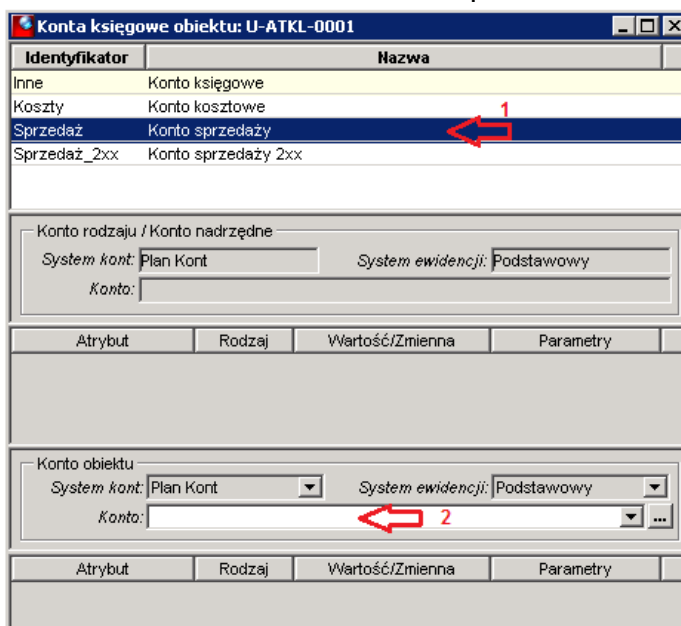 Konta księgowe obiektu: U-ATKL-0001
Identyfikator Nazwa
Inne Konto księgowe
Koszty Konto kosztowe
1
Sprzedaż Konto sprzedaży
Sprzedaż_2xx Konto sprzedaży 2xx
Konto rodzaju / Konto nadrzędne
System kont: Plan Kont System ewidencji: Podstawowy
Konto:
Atrybut Rodzaj Wartość/Zmienna Parametry
Konto obiektu
System kont: Plan Kont System ewidencji: Podstawowy
Konto: 2 ...
Atrybut Rodzaj Wartość/Zmienna Parametry